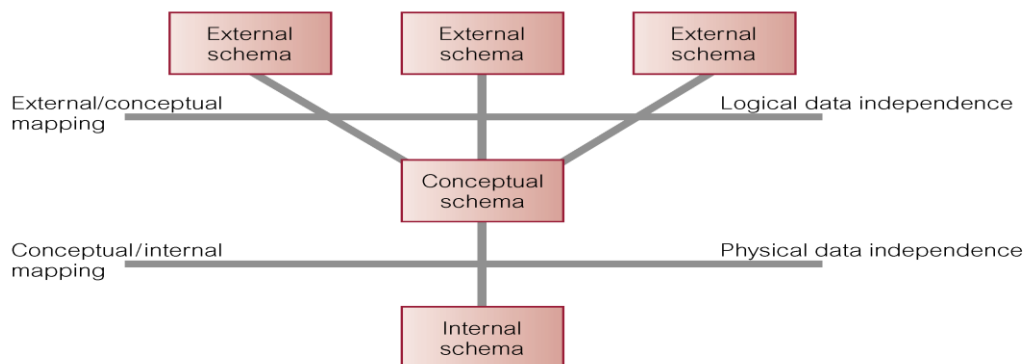 External
schema
External
schema
External
schema
External/conceptual
mapping
Logical data independence
Conceptual
schema
Conceptual/internal
mapping
Physical data independence
Internal
schema